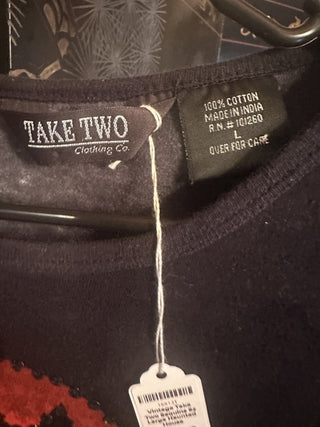 TAKE TWO
Clothing Co.
100% COTTON
MADE IN INDIA
R.N.# 101260
L
OVER FOR CARE
Vintage Take
Two Sequins By
Large Haunted
House